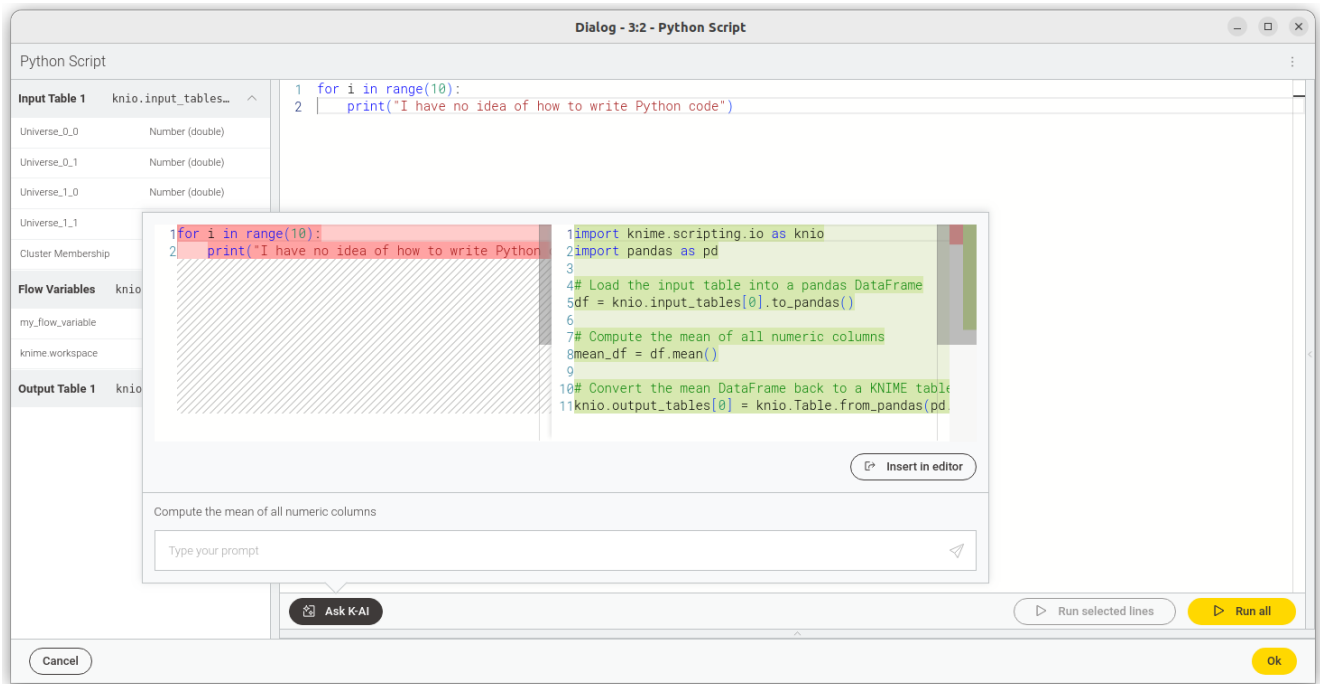 Dialog - 3:2 - Python Script
Python Script
Input Table 1 knio.input_tables…
Universe_0_0 Number (double)
Universe_0_1 Number (double)
Universe_1_0 Number (double)
Universe_1_1
Cluster Membership
Flow Variables knio
my_flow_variable
knime.workspace
Output Table 1 knio
1 for i in range(10):
2 print("I have no idea of how to write Python code")
1 for i in range(10):
2 print("I have no idea of how to write Python
1 import knime.scripting.io as knio
2 import pandas as pd
3
4 # Load the input table into a pandas DataFrame
5 df = knio.input_tables[0].to_pandas()
6
7 # Compute the mean of all numeric columns
8 mean_df = df.mean()
9
10 # Convert the mean DataFrame back to a KNIME table
11 knio.output_tables[0] = knio.Table.from_pandas(pd.
Insert in editor
Compute the mean of all numeric columns
Type your prompt
Ask K-AI
Run selected lines
Run all
Cancel
Ok